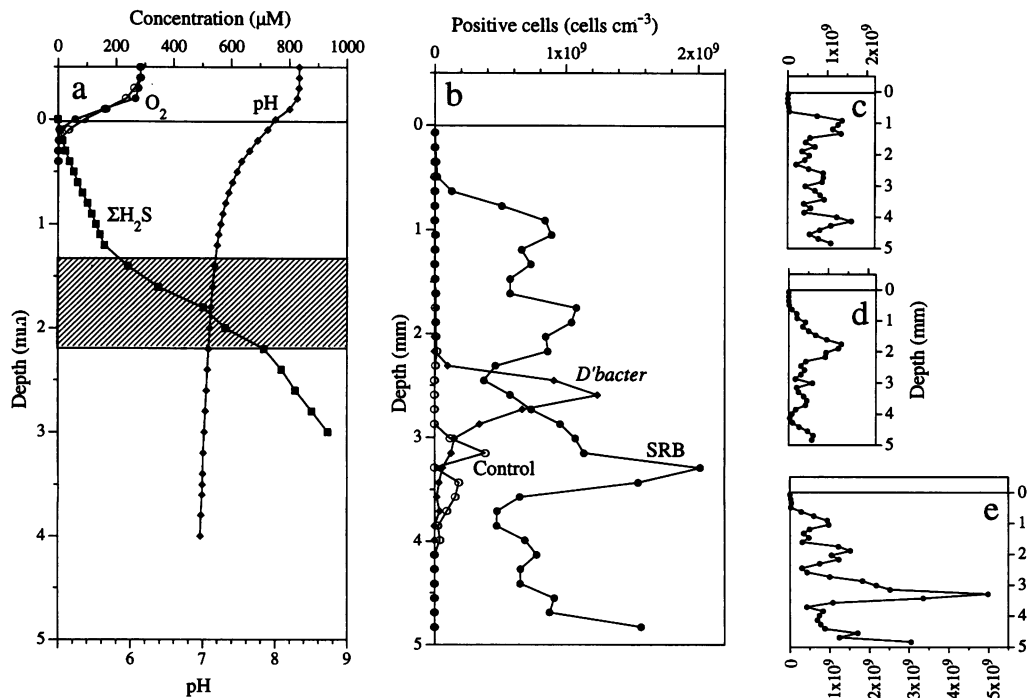 Concentration (µM)
0 200 400 600 800 1000
a
O2
pH
ΣH2S
0
1
2
3
4
5
Depth (mɯa)
6 7 8 9
pH
Positive cells (cells cm-3)
0 1x10^9 2x10^9
b
D'bacter
SRB
Control
0
1
2
3
4
5
Depth (mm)
0 1x10^9 2x10^9
c
0
1
2
3
4
5
d
0
1
2
3
4
5
Depth (mm)
e
0
1
2
3
4
5
0 1x10^9 2x10^9 3x10^9 4x10^9 5x10^9